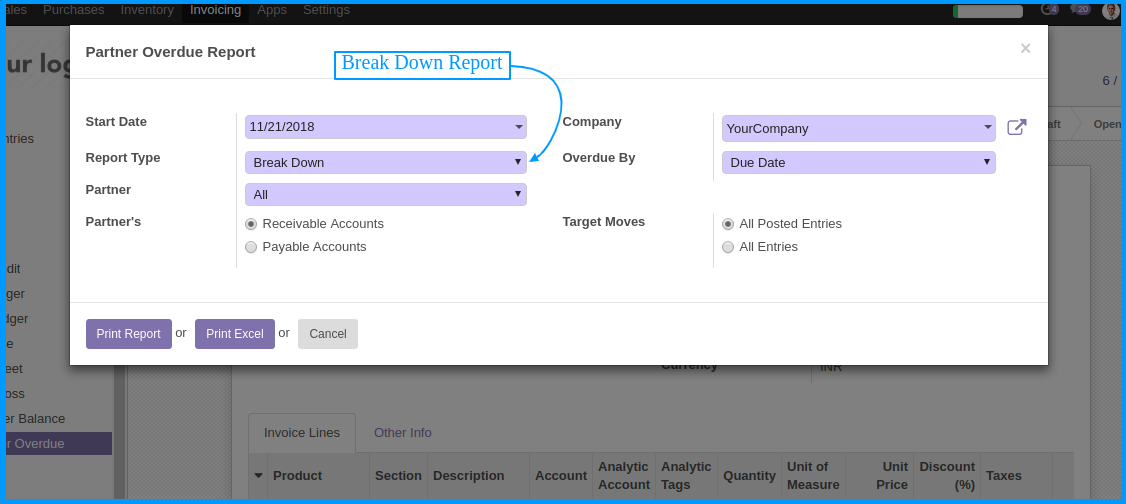 ales Purchases Inventory Invoicing Apps Settings
4 20
ur log
Partner Overdue Report ×
Break Down Report
6 /
Start Date 11/21/2018 Company YourCompany
aft Open
ntries
Report Type Break Down Overdue By Due Date
Partner All
Partner's Receivable Accounts Target Moves All Posted Entries
Payable Accounts All Entries
dit
ger
dger
Print Report or Print Excel or Cancel
e
eet
Currency INR
oss
er Balance
r Overdue
Invoice Lines Other Info
Product Section Description Account Analytic Account Analytic Tags Quantity Unit of Measure Unit Price Discount (%) Taxes